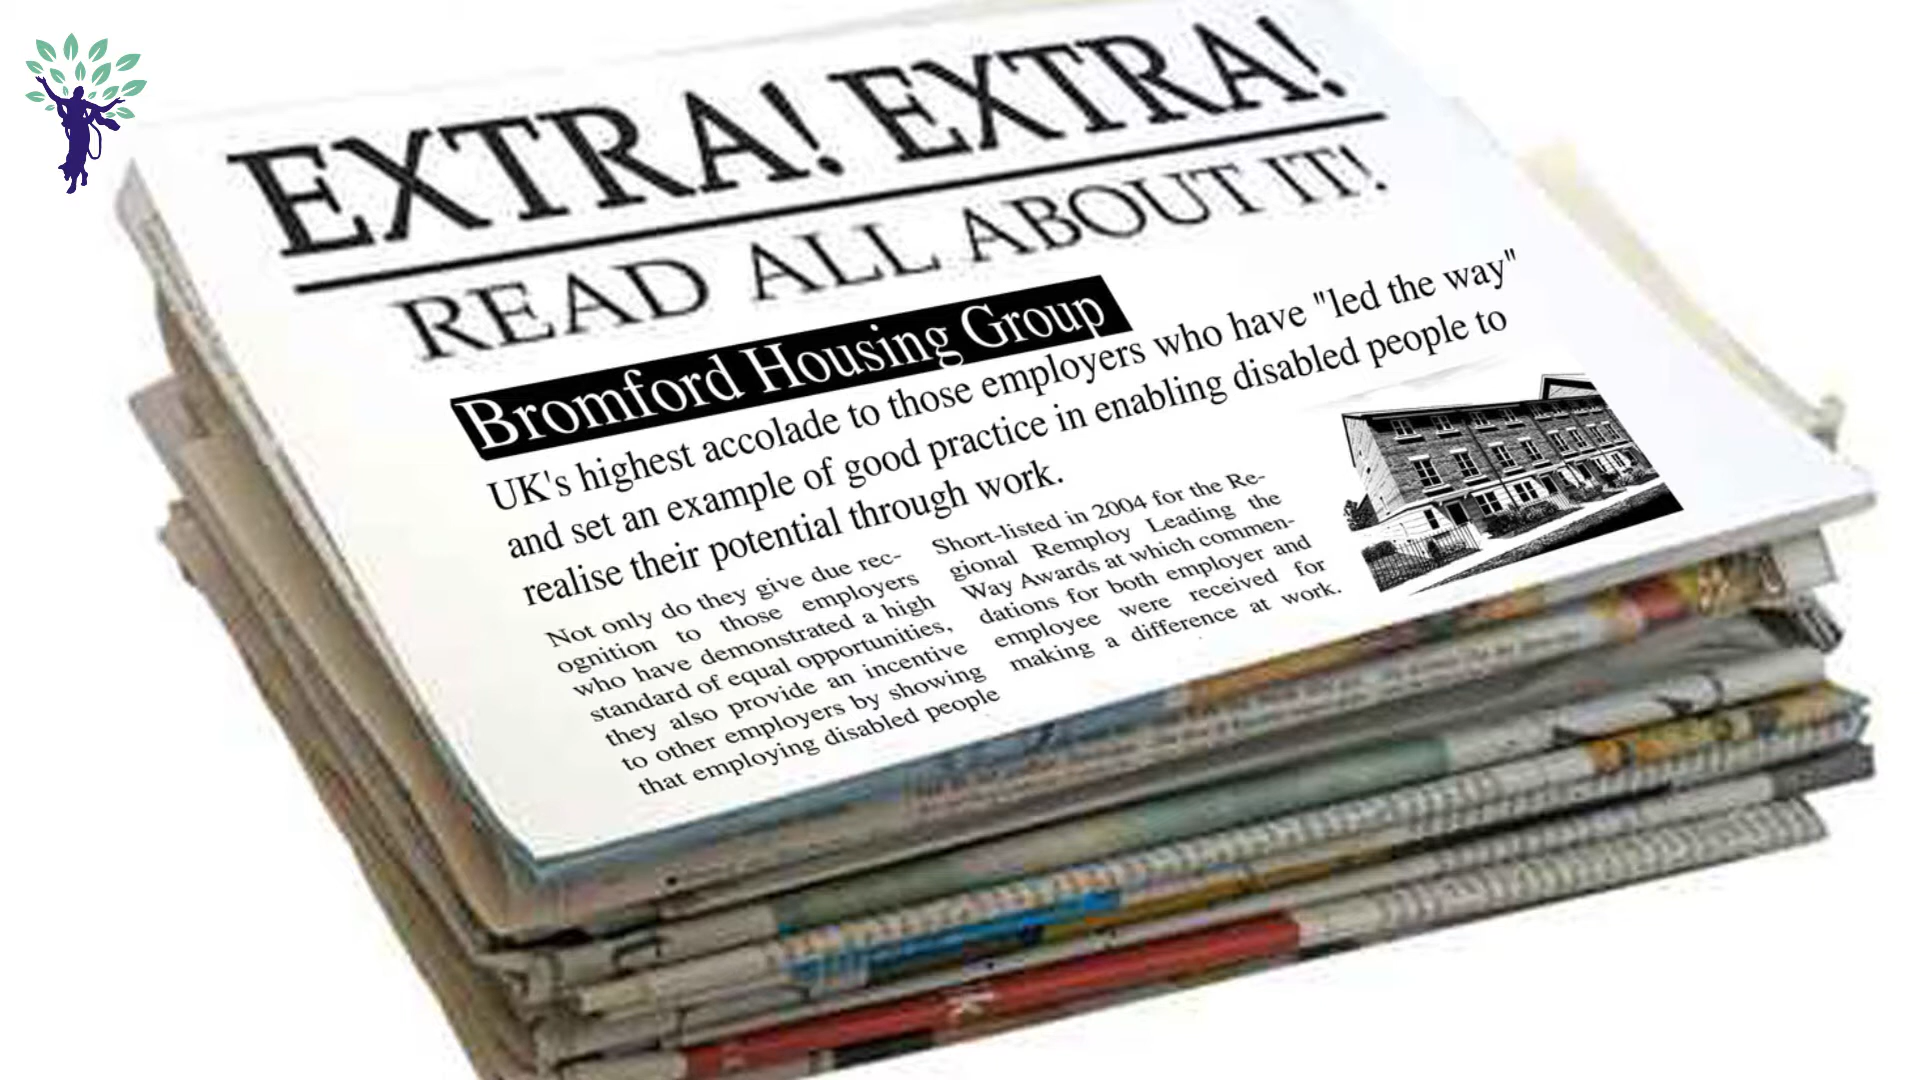 EXTRA! EXTRA!
READ ALL ABOUT IT!
Bromford Housing Group
UK's highest accolade to those employers who have "led the way"
and set an example of good practice in enabling disabled people to
realise their potential through work.
Not only do they give due rec-
ognition to those employers
who have demonstrated a high
standard of equal opportunities,
they also provide an incentive
to other employers by showing
that employing disabled people
Short-listed in 2004 for the Re-
gional Remploy Leading the
Way Awards at which commen-
dations for both employer and
employee were received for
making a difference at work.